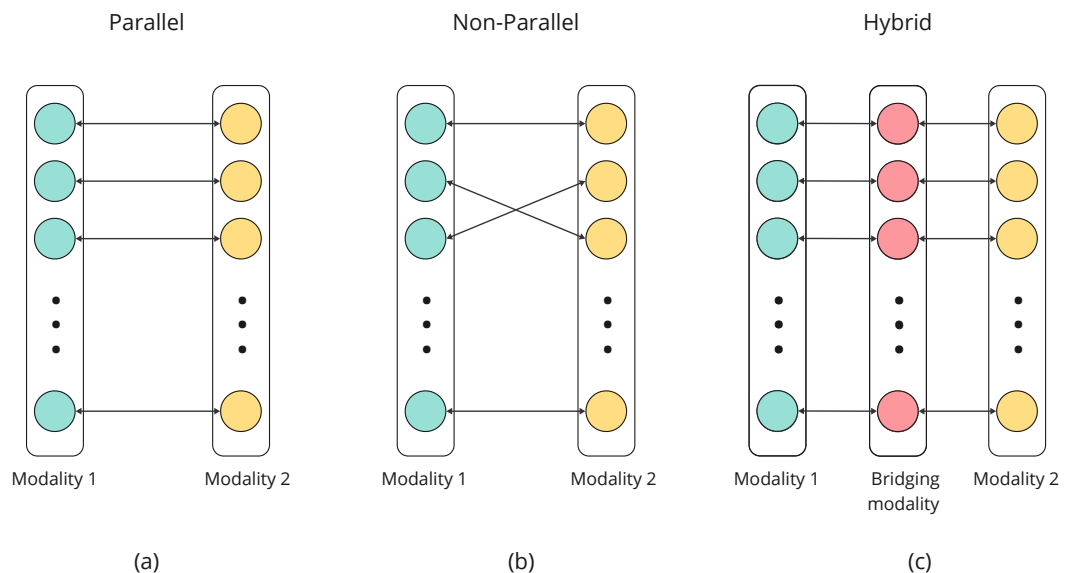 Parallel
Non-Parallel
Hybrid
Modality 1
Modality 2
Modality 1
Modality 2
Modality 1
Bridging
modality
Modality 2
(a)
(b)
(c)